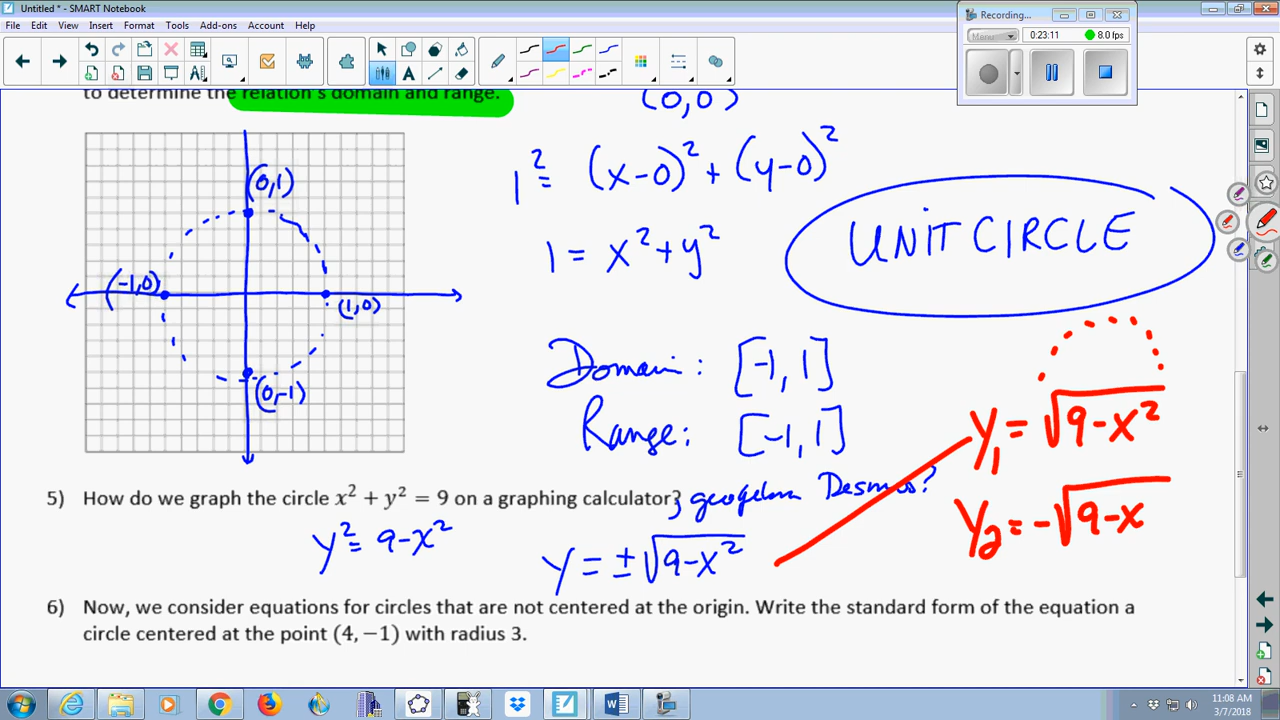 Untitled * - SMART Notebook
File Edit View Insert Format Tools Add-ons Account Help
Recording...
Menu 0:23:11 8.0 fps
to determine the relation's domain and range.
(0,0)
1² = (x-0)² + (y-0)²
1 = x² + y²
UNIT CIRCLE
(0,1)
(-1,0)
(1,0)
(0,-1)
Domain: [-1, 1]
Range: [-1, 1]
y₁ = √9-x²
y₂ = -√9-x
5) How do we graph the circle x² + y² = 9 on a graphing calculator? geogebra Desmos?
y² = 9-x²
y = ± √9-x²
6) Now, we consider equations for circles that are not centered at the origin. Write the standard form of the equation a
circle centered at the point (4, −1) with radius 3.
11:08 AM
3/7/2018